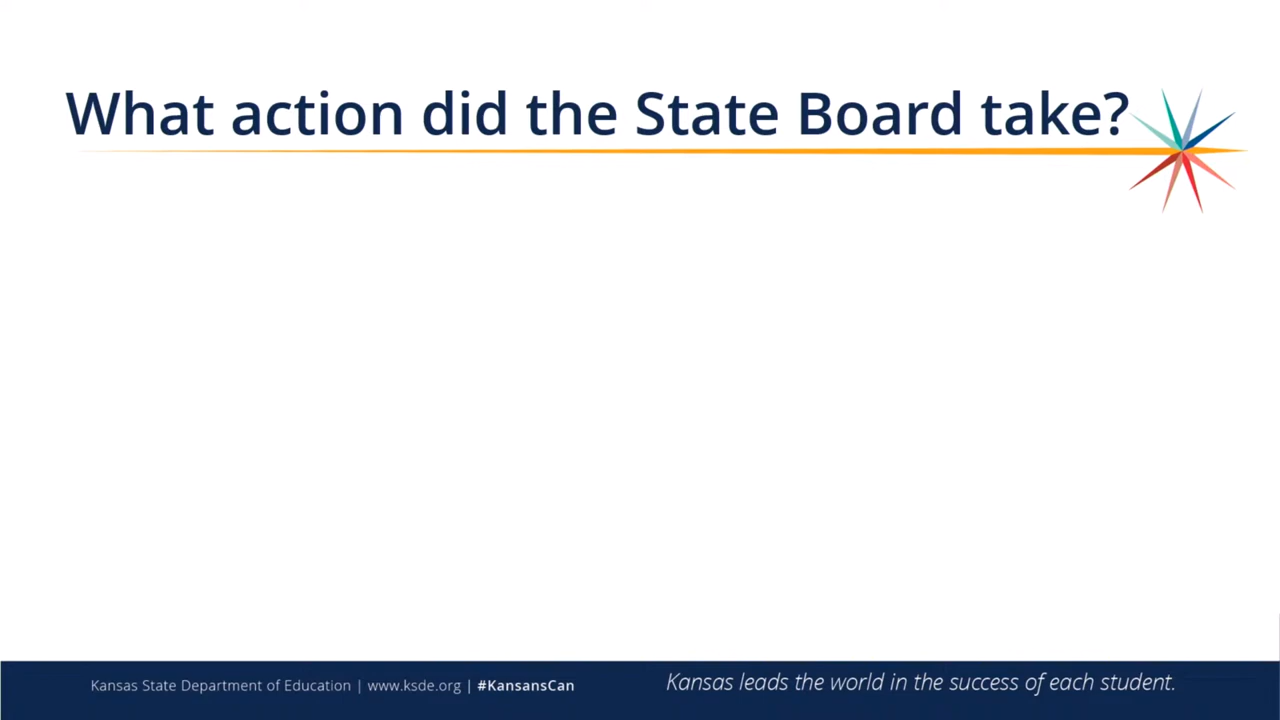 What action did the State Board take?
Kansas State Department of Education | www.ksde.org | #KansansCan
Kansas leads the world in the success of each student.